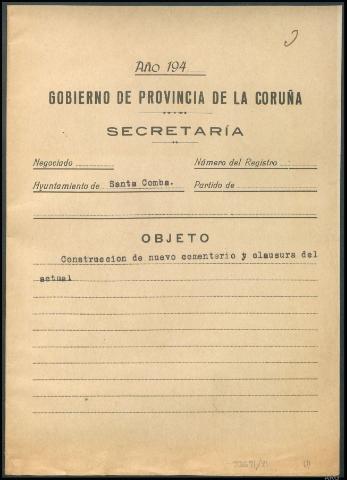 Año 194
GOBIERNO DE PROVINCIA DE LA CORUÑA
SECRETARÍA
Negociado Número del Registro
Ayuntamiento de Santa Comba. Partido de
OBJETO
Construccion de nuevo cementerio y clausura del
actual